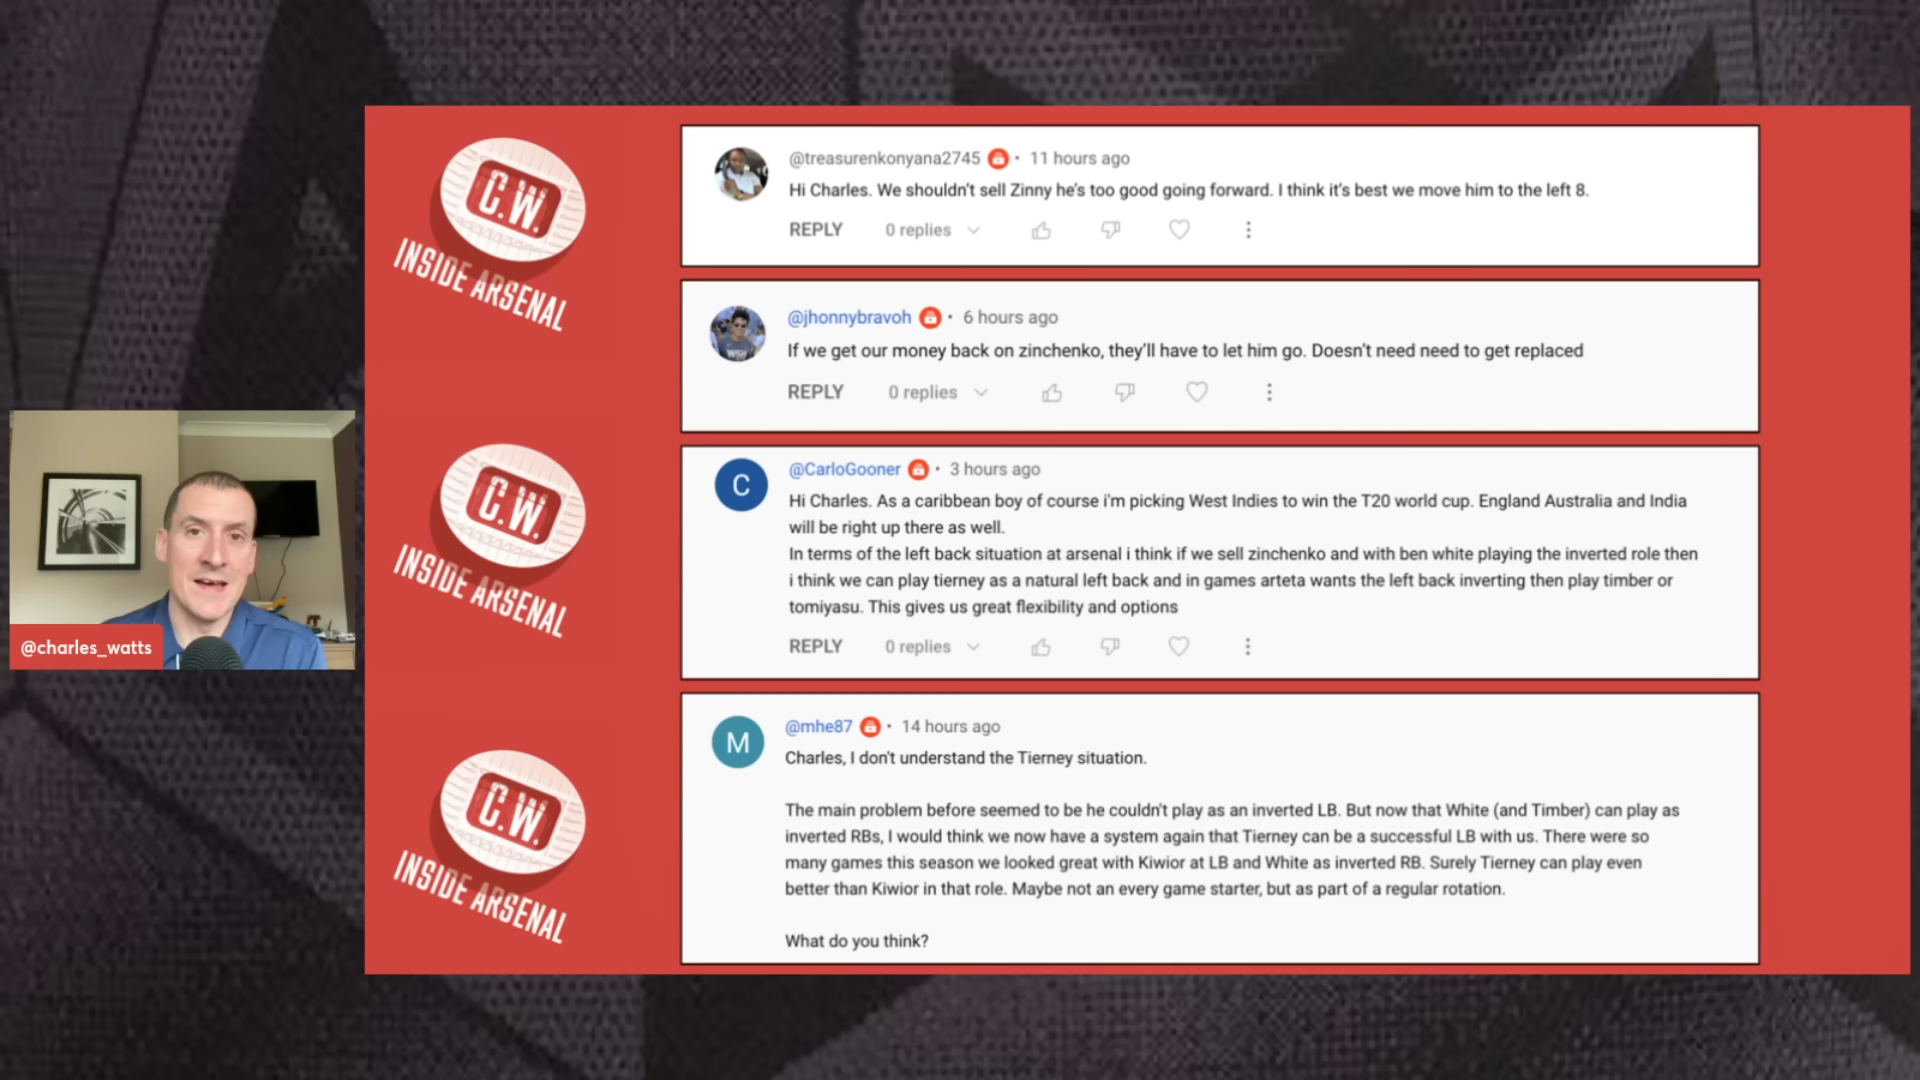 C.W.
INSIDE ARSENAL
@treasurenkonyana2745 • 11 hours ago
Hi Charles. We shouldn't sell Zinny he's too good going forward. I think it's best we move him to the left 8.
REPLY 0 replies
@jhonnybravoh • 6 hours ago
If we get our money back on zinchenko, they'll have to let him go. Doesn't need need to get replaced
REPLY 0 replies
C.W.
INSIDE ARSENAL
C
@CarloGooner • 3 hours ago
Hi Charles. As a caribbean boy of course i'm picking West Indies to win the T20 world cup. England Australia and India
will be right up there as well.
In terms of the left back situation at arsenal i think if we sell zinchenko and with ben white playing the inverted role then
i think we can play tierney as a natural left back and in games arteta wants the left back inverting then play timber or
tomiyasu. This gives us great flexibility and options
REPLY 0 replies
@charles_watts
C.W.
INSIDE ARSENAL
M
@mhe87 • 14 hours ago
Charles, I don't understand the Tierney situation.
The main problem before seemed to be he couldn't play as an inverted LB. But now that White (and Timber) can play as
inverted RBs, I would think we now have a system again that Tierney can be a successful LB with us. There were so
many games this season we looked great with Kiwior at LB and White as inverted RB. Surely Tierney can play even
better than Kiwior in that role. Maybe not an every game starter, but as part of a regular rotation.
What do you think?